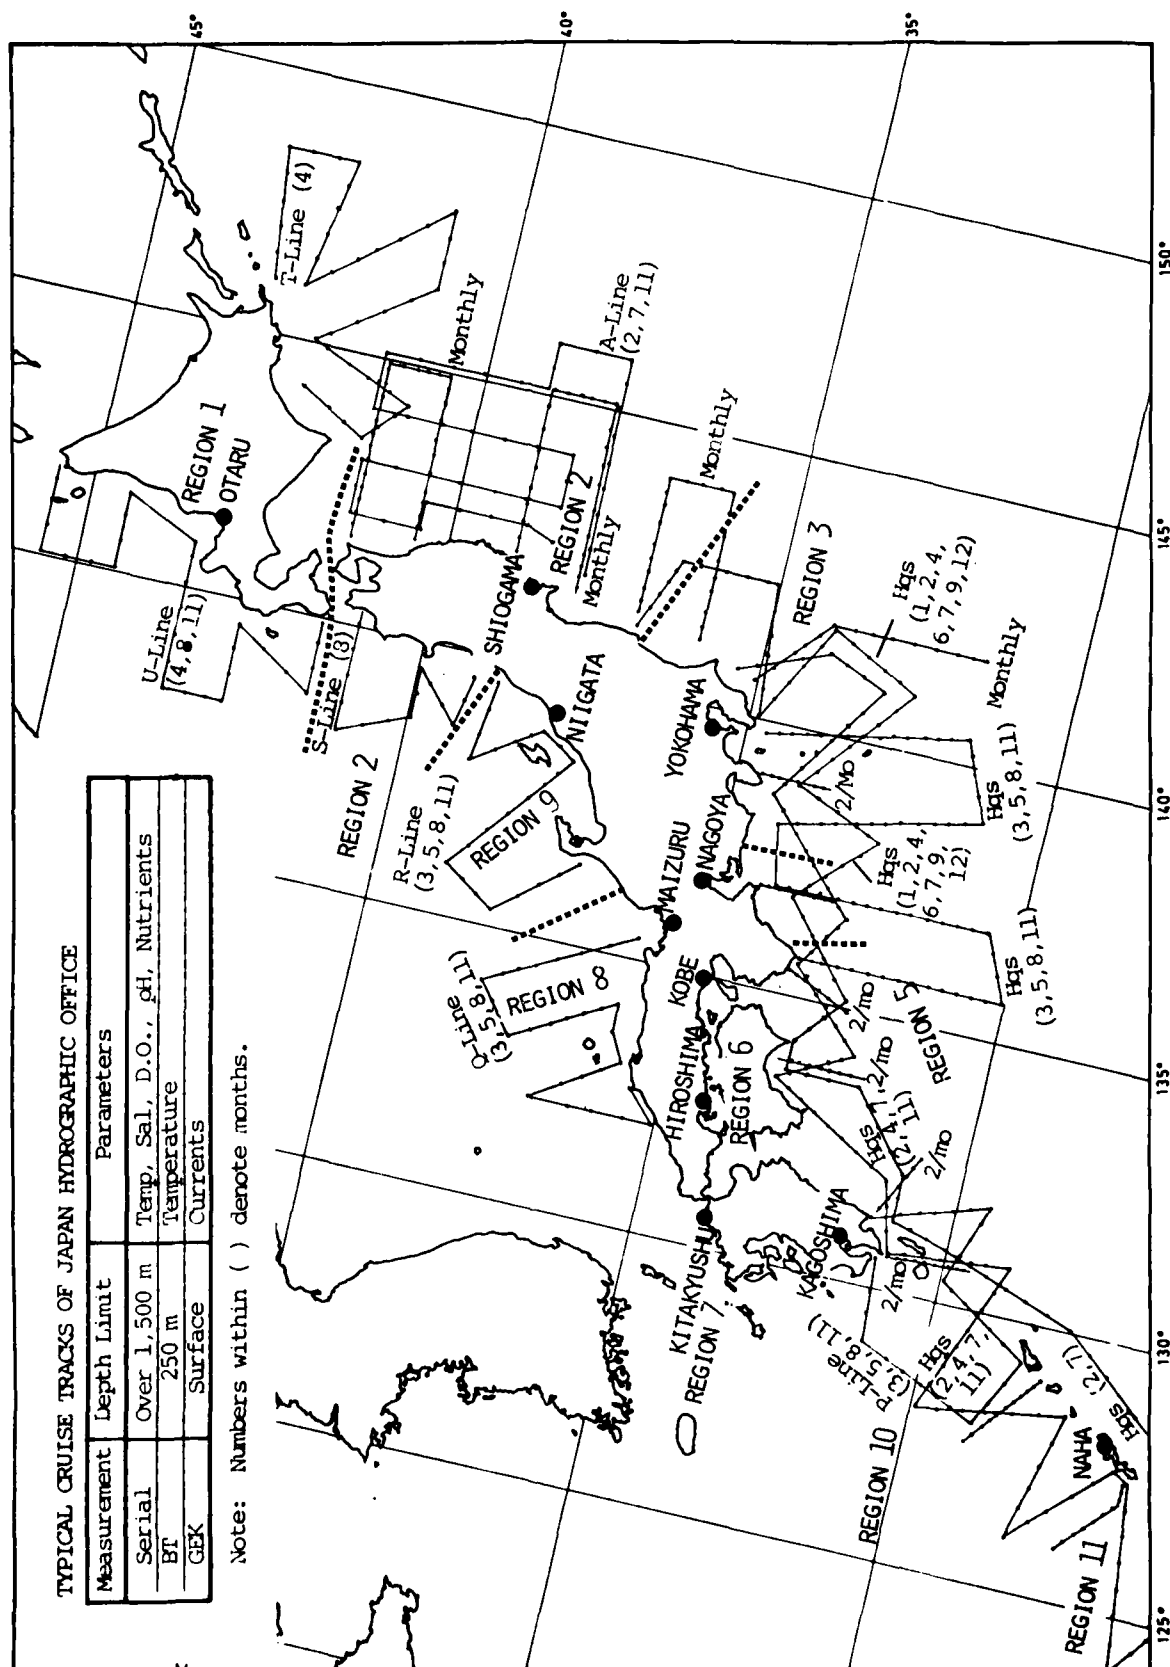 TYPICAL CRUISE TRACKS OF JAPAN HYDROGRAPHIC OFFICE
Measurement Depth Limit Parameters
Serial Over 1,500 m Temp, Sal, D.O., pH, Nutrients
BT 250 m Temperature
GEK Surface Currents
Note: Numbers within ( ) denote months.
45°
40°
35°
150°
145°
140°
135°
130°
125°
T-Line (4)
REGION 1
OTARU
U-Line
(4,8,11)
S-Line (8)
Monthly
A-Line
(2,7,11)
REGION 2
Monthly
SHIOGAMA
REGION 2
R-Line
(3,5,8,11)
NIIGATA
REGION 9
Monthly
REGION 3
Hqs
(1,2,4,
6,7,9,12)
Monthly
YOKOHAMA
2/Mo
Hqs
(3,5,8,11)
NAGOYA
MAIZURU
Hqs
(1,2,4,
6,7,9,
12)
Hqs
(3,5,8,11)
Q-Line
(3,5,8,11)
REGION 8
KOBE
2/mo
REGION 5
HIROSHIMA
REGION 6
2/mo
Hqs
(2,4,7,
11)
2/mo
KITAKYUSHU
REGION 7
KAGOSHIMA
2/mo
P-Line
(3,5,8,11)
Hqs
(2,4,7,
11)
REGION 10
Hqs (2,7)
NAHA
REGION 11